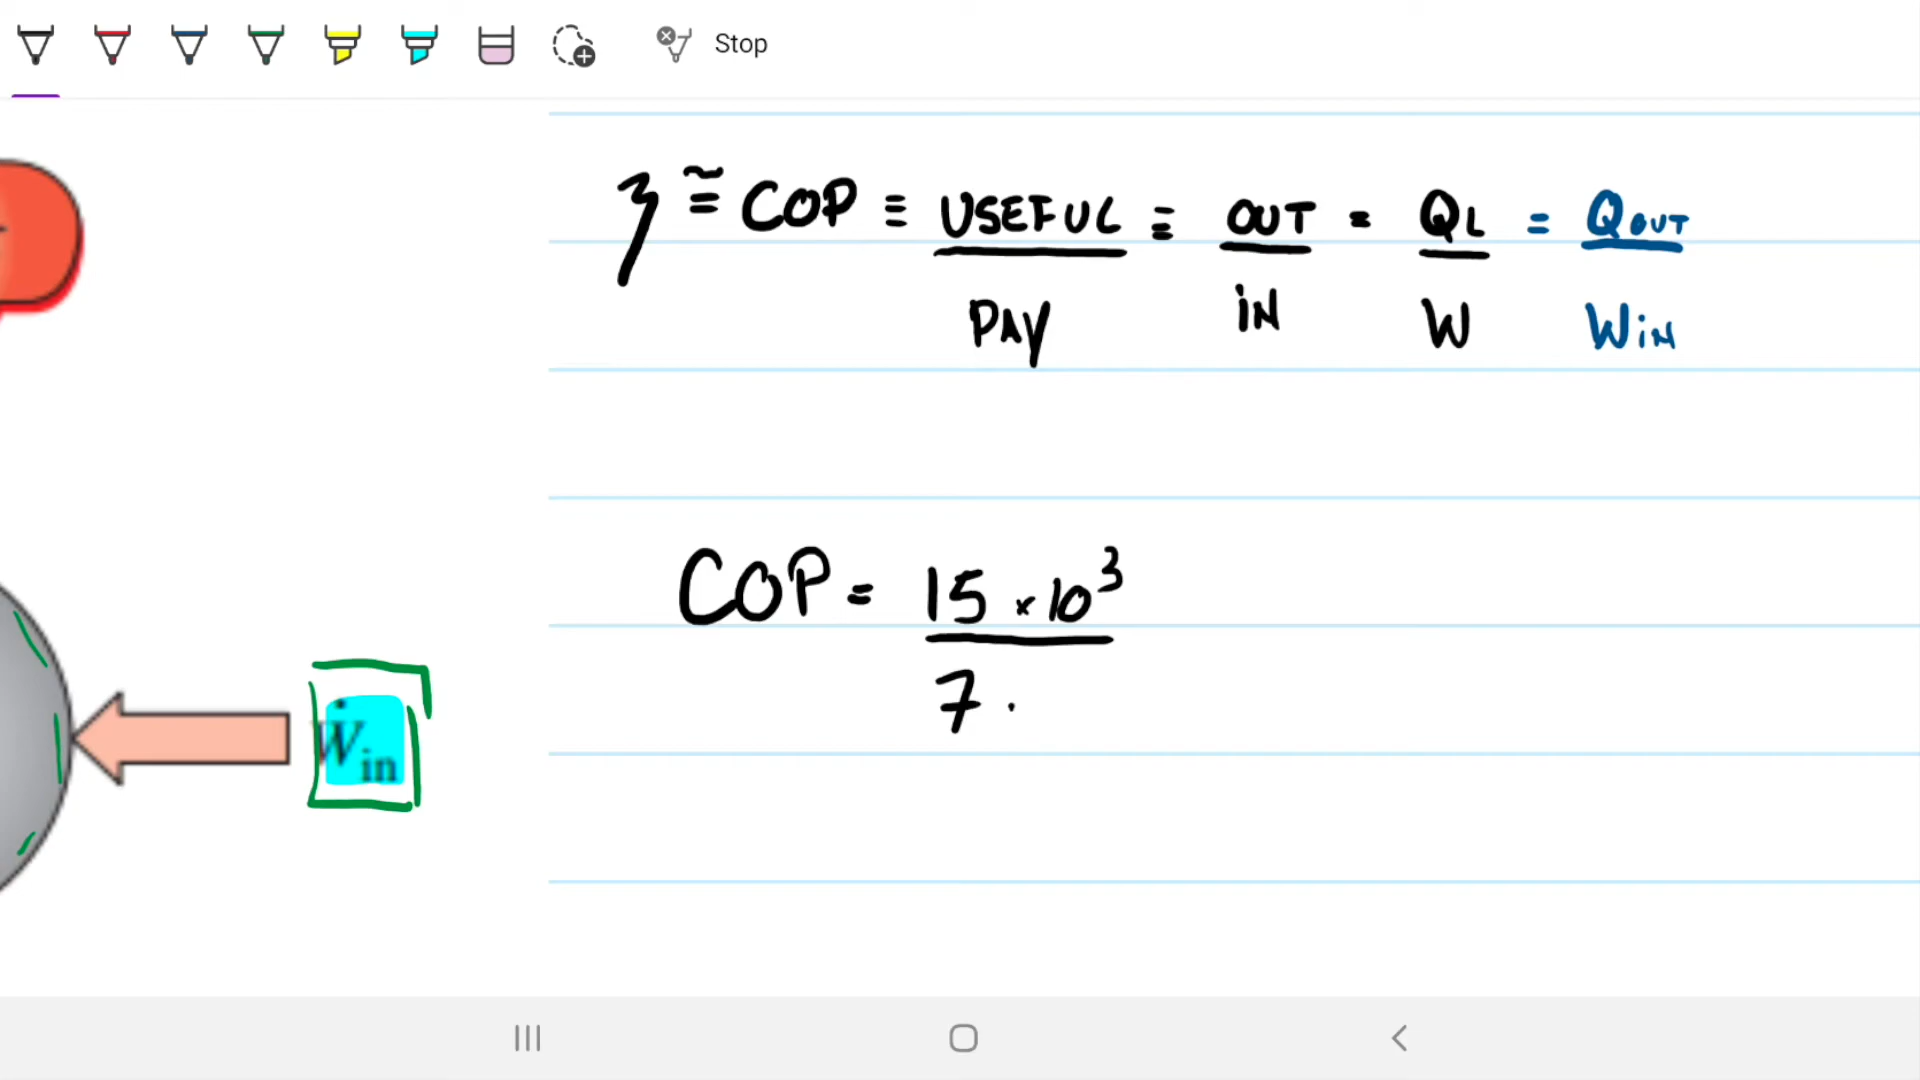 Stop
η ≅ COP ≡ USEFUL / PAY ≡ OUT / iN = QL / W = QOUT / WiN
COP = 15 × 10³ / 7 .
Ẇin